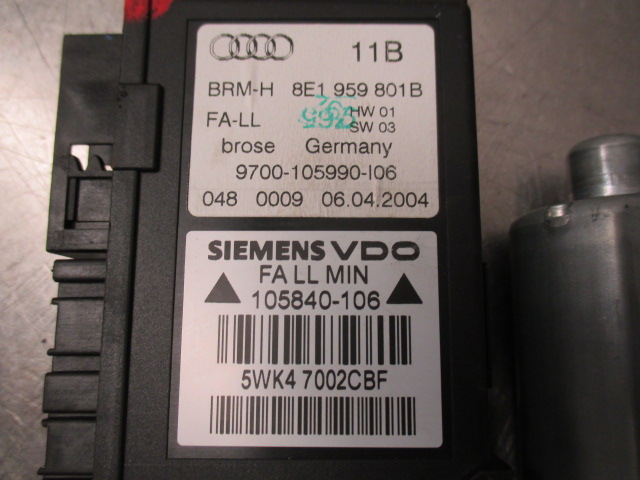 11B
BRM-H 8E1 959 801B
FA-LL HW 01
SW 03
brose Germany
9700-105990-I06
048 0009 06.04.2004
SIEMENS VDO
FA LL MIN
105840-106
5WK4 7002CBF